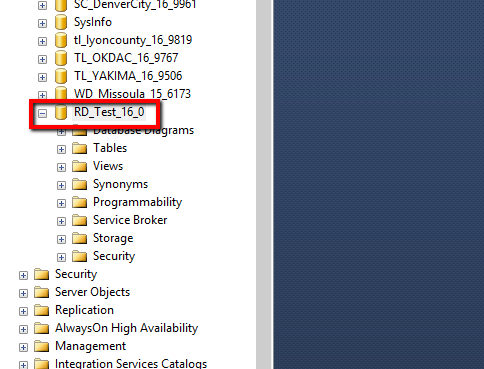 SC_DenverCity_16_9961
SysInfo
tl_lyoncounty_16_9819
TL_OKDAC_16_9767
TL_YAKIMA_16_9506
WD_Missoula_15_6173
RD_Test_16_0
Database Diagrams
Tables
Views
Synonyms
Programmability
Service Broker
Storage
Security
Security
Server Objects
Replication
AlwaysOn High Availability
Management
Integration Services Catalogs